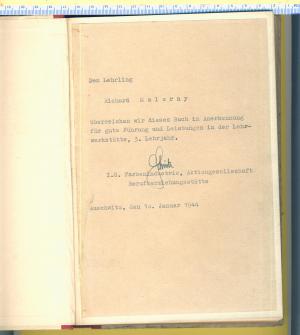 Dem Lehrling
Richard
überreichen wir dieses Buch in Anerkennung
für gute Führung und Leistungen in der Lehr-
werkstätte, 3. Lehrjahr.
I.G. Farbenindustrie, Aktiengesellschaft
Berufserziehungsstätte
Auschwitz, den Januar 1944